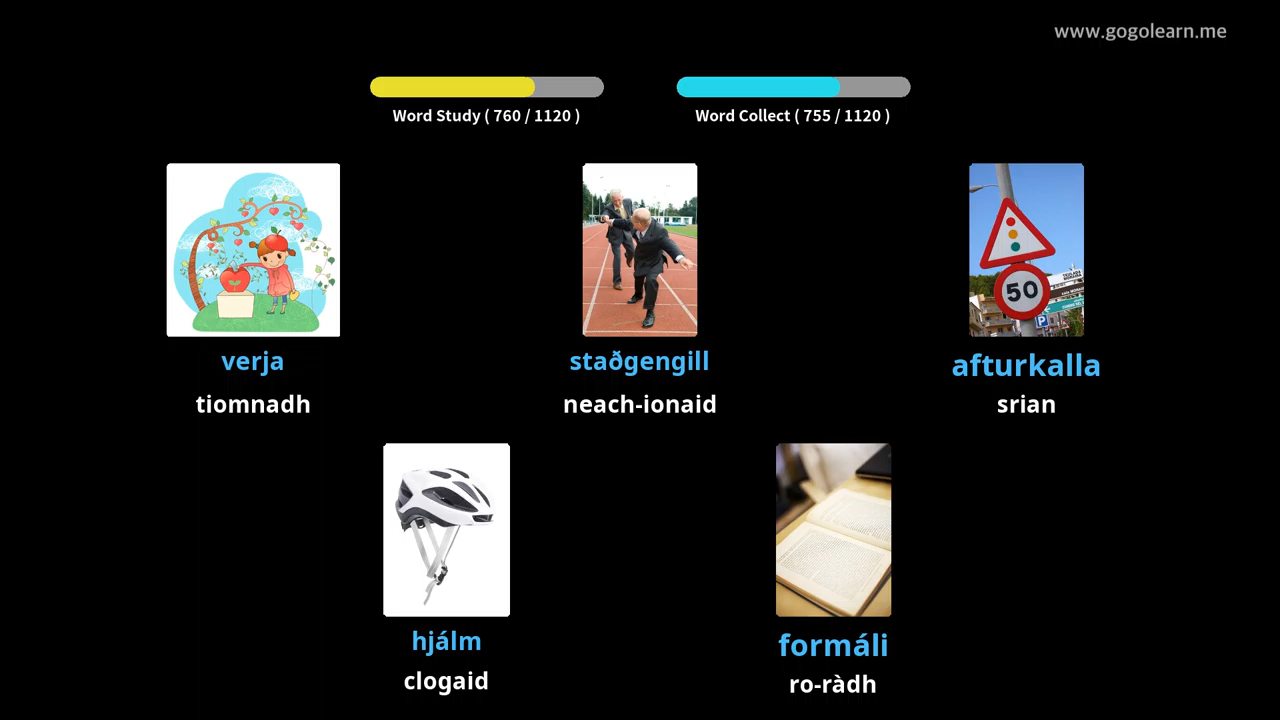 www.gogolearn.me
Word Study ( 760 / 1120 )
Word Collect ( 755 / 1120 )
50
P
verja
staðgengill
afturkalla
tiomnadh
neach-ionaid
srian
hjálm
formáli
clogaid
ro-ràdh